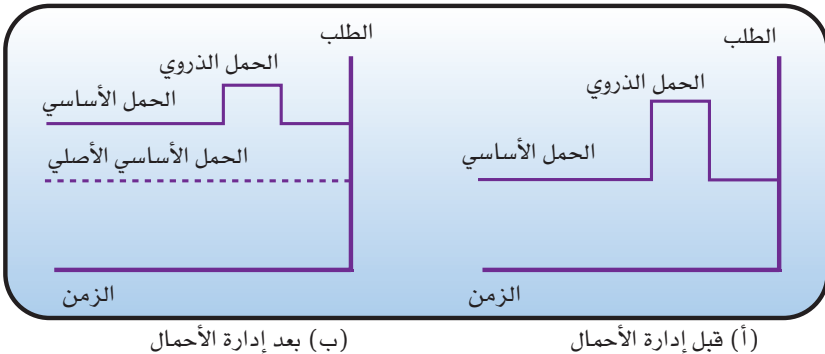 الطلب
الحمل الذروي
الحمل الأساسي
الزمن
(أ) قبل إدارة الأحمال
الطلب
الحمل الذروي
الحمل الأساسي
الحمل الأساسي الأصلي
الزمن
(ب) بعد إدارة الأحمال